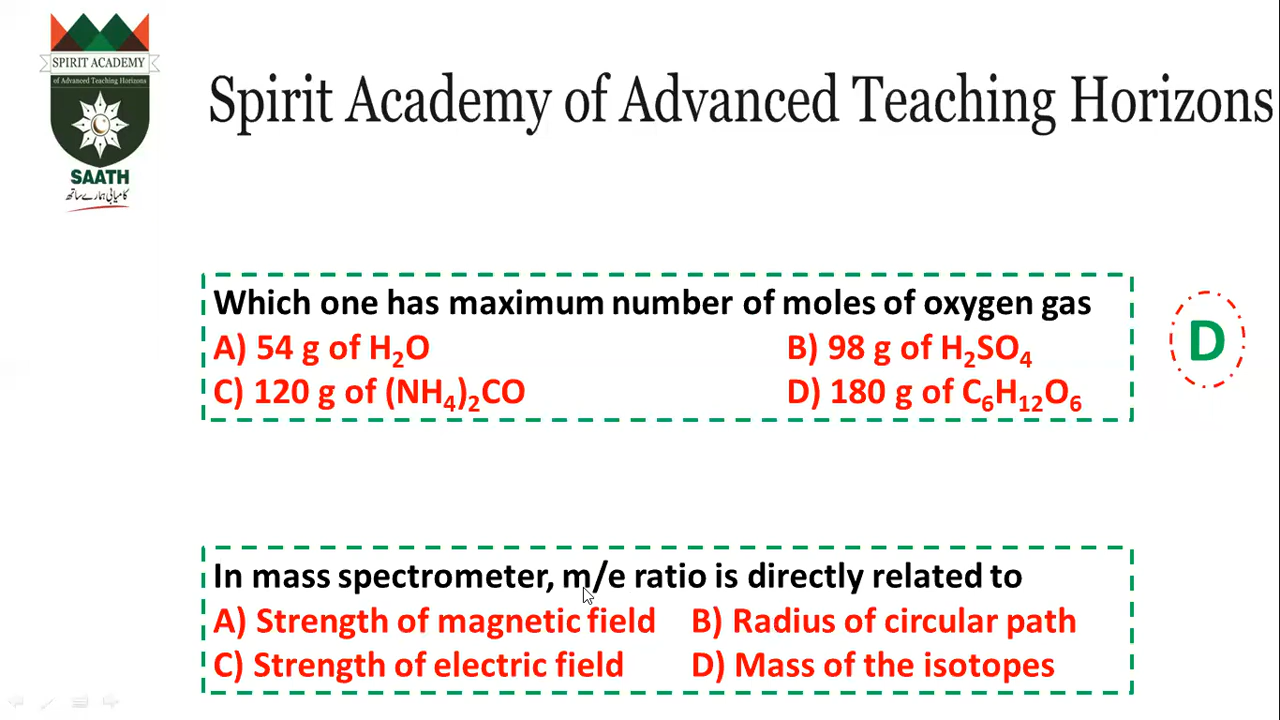 SPIRIT ACADEMY
of Advanced Teaching Horizons
SAATH
کامیابی ہمارے ساتھ
Spirit Academy of Advanced Teaching Horizons
Which one has maximum number of moles of oxygen gas
A) 54 g of H₂O B) 98 g of H₂SO₄
C) 120 g of (NH₄)₂CO D) 180 g of C₆H₁₂O₆
D
In mass spectrometer, m/e ratio is directly related to
A) Strength of magnetic field B) Radius of circular path
C) Strength of electric field D) Mass of the isotopes